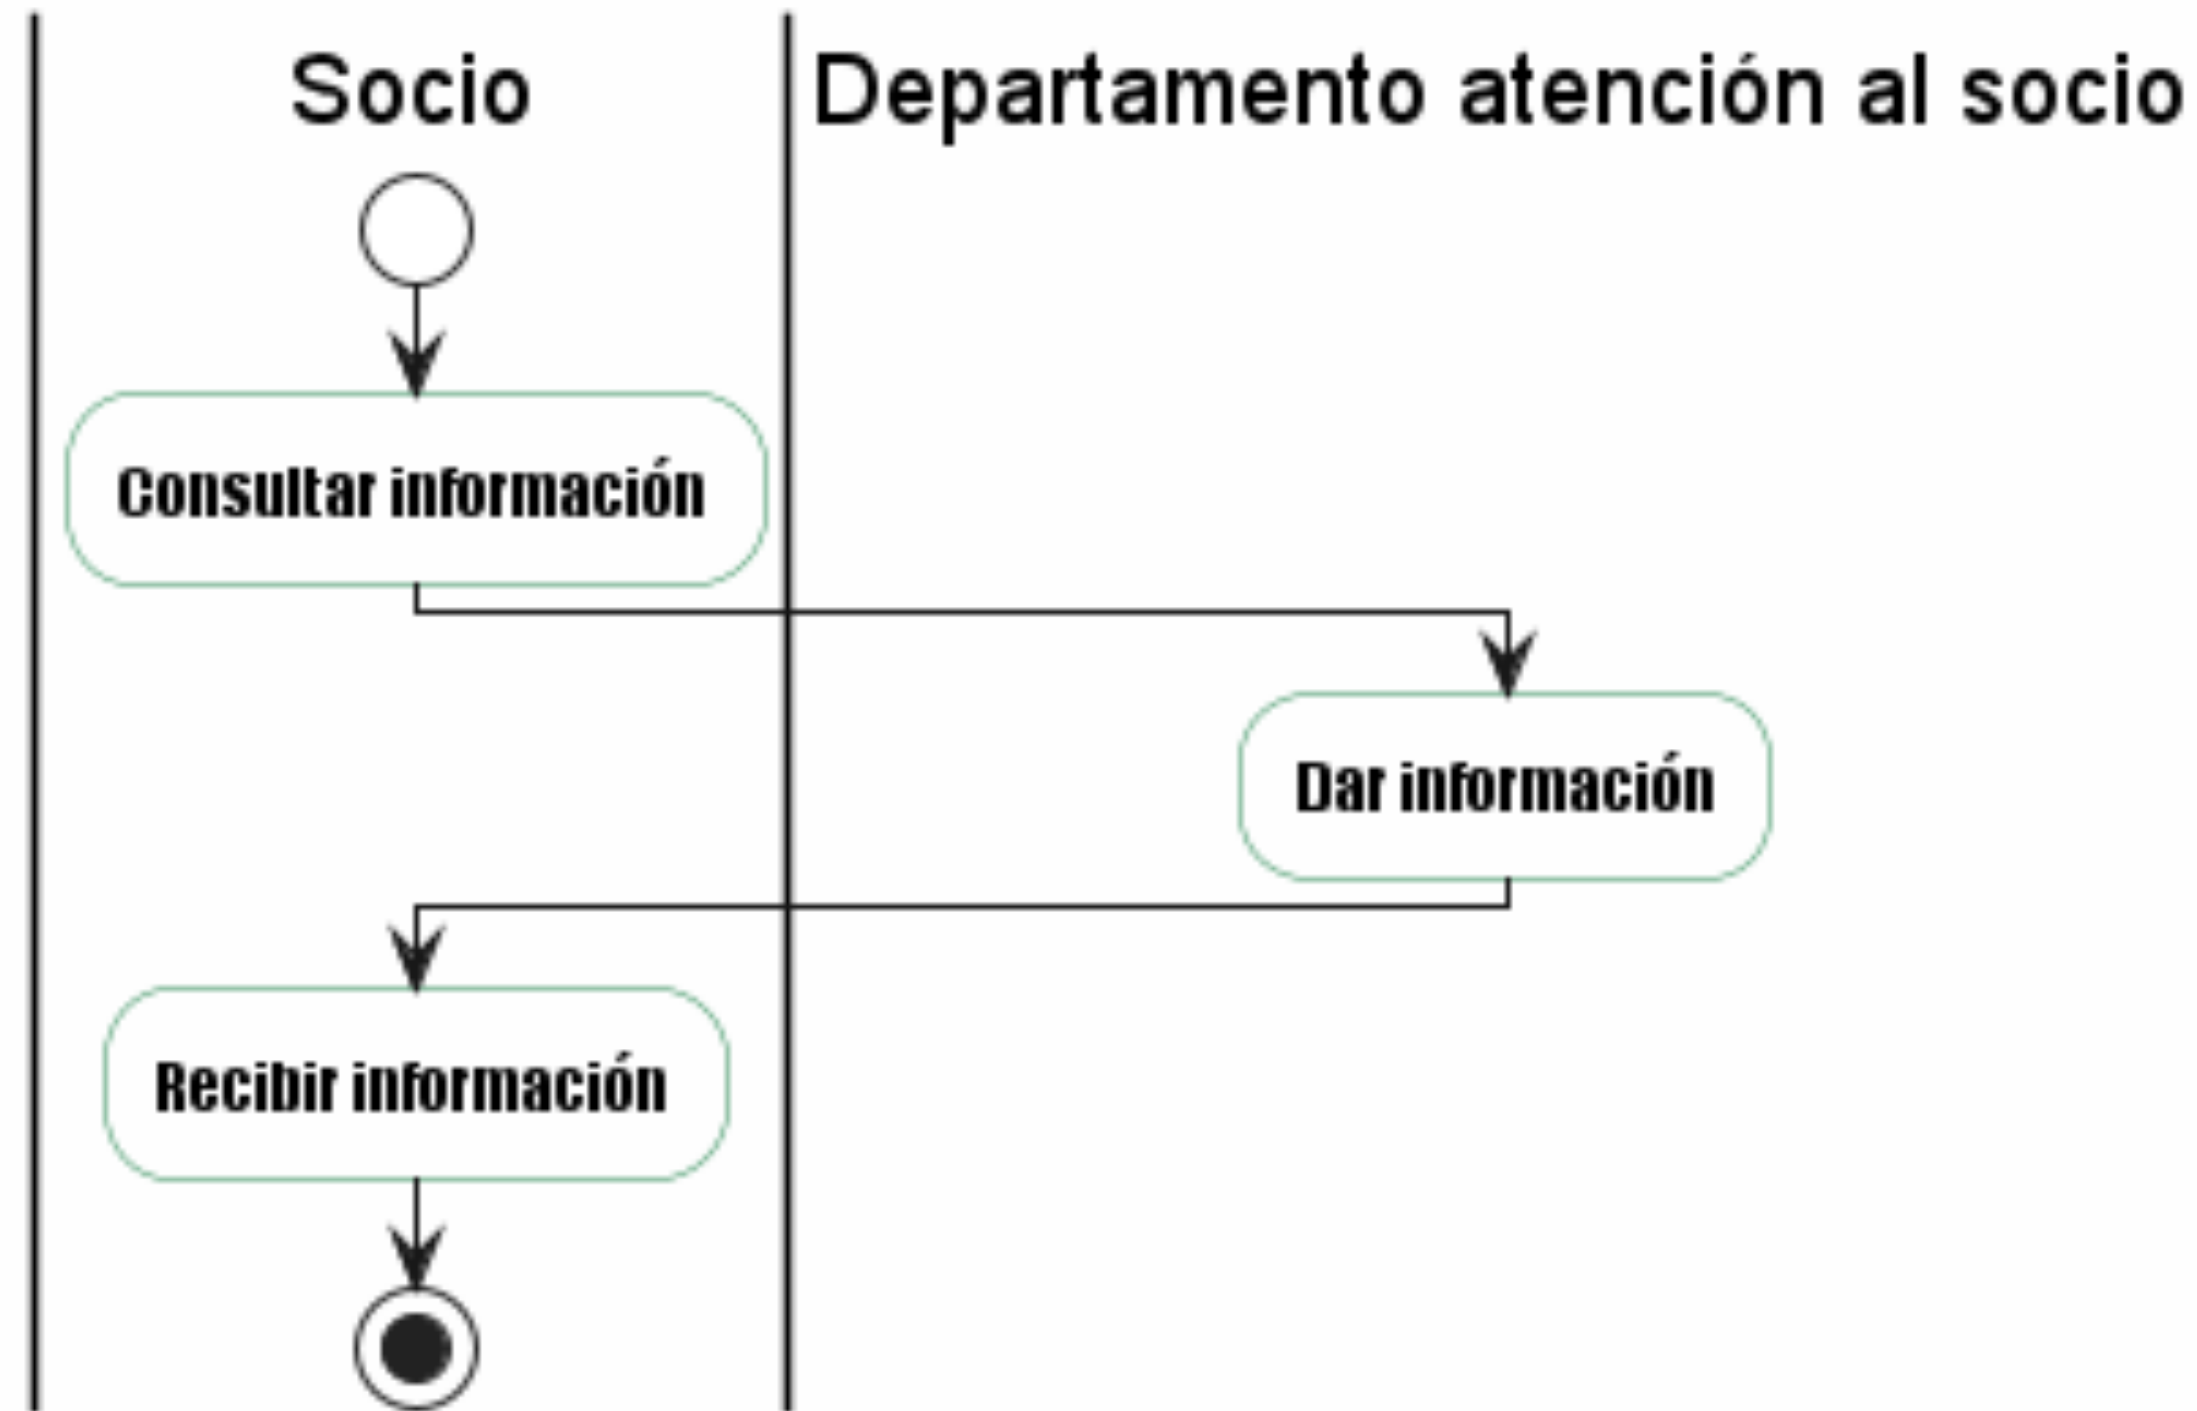 Socio
Departamento atención al socio
Consultar información
Dar información
Recibir información